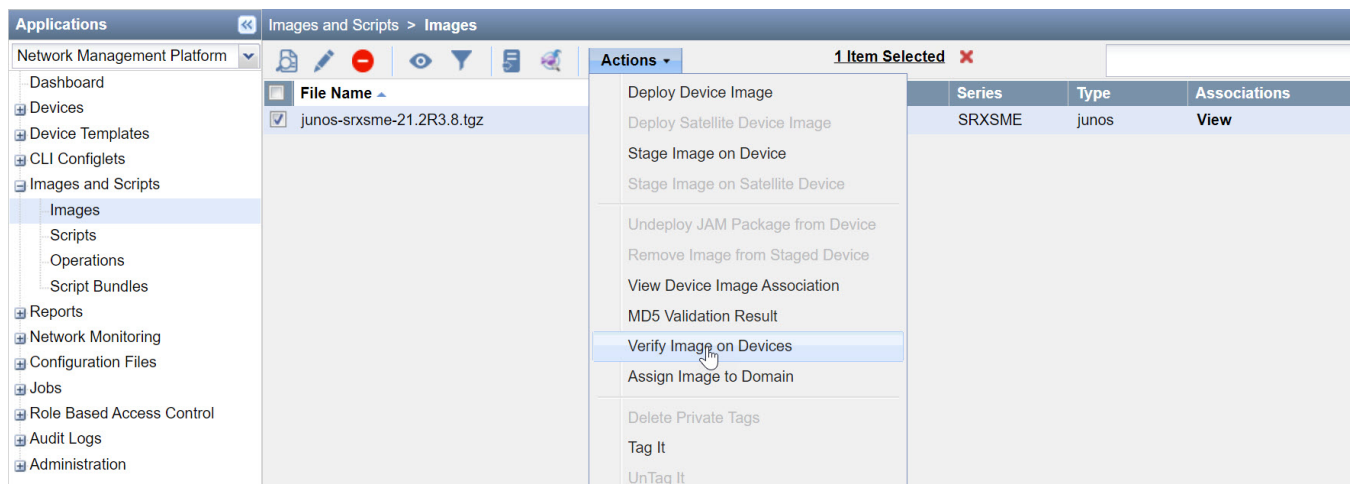 Applications
Images and Scripts > Images
Network Management Platform
Actions
1 Item Selected
Dashboard
Devices
Device Templates
CLI Configlets
Images and Scripts
Images
Scripts
Operations
Script Bundles
Reports
Network Monitoring
Configuration Files
Jobs
Role Based Access Control
Audit Logs
Administration
File Name
Series
Type
Associations
junos-srxsme-21.2R3.8.tgz
SRXSME
junos
View
Deploy Device Image
Deploy Satellite Device Image
Stage Image on Device
Stage Image on Satellite Device
Undeploy JAM Package from Device
Remove Image from Staged Device
View Device Image Association
MD5 Validation Result
Verify Image on Devices
Assign Image to Domain
Delete Private Tags
Tag It
UnTag It